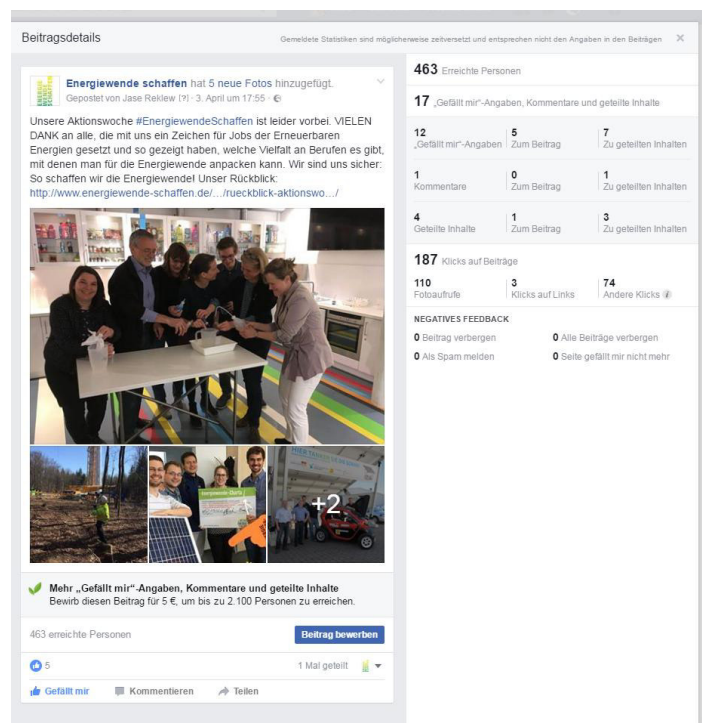 Beitragsdetails
Gemeldete Statistiken sind möglicherweise zeitversetzt und entsprechen nicht den Angaben in den Beiträgen
Energiewende schaffen hat 5 neue Fotos hinzugefügt.
Gepostet von Jase Reklew [?] · 3. April um 17:55 ·
Unsere Aktionswoche #EnergiewendeSchaffen ist leider vorbei. VIELEN
DANK an alle, die mit uns ein Zeichen für Jobs der Erneuerbaren
Energien gesetzt und so gezeigt haben, welche Vielfalt an Berufen es gibt,
mit denen man für die Energiewende anpacken kann. Wir sind uns sicher:
So schaffen wir die Energiewende! Unser Rückblick:
http://www.energiewende-schaffen.de/.../rueckblick-aktionswo.../
+2
Mehr „Gefällt mir“-Angaben, Kommentare und geteilte Inhalte
Bewirb diesen Beitrag für 5 €, um bis zu 2.100 Personen zu erreichen.
463 erreichte Personen
Beitrag bewerben
5
1 Mal geteilt
Gefällt mir Kommentieren Teilen
463 Erreichte Personen
17 „Gefällt mir“-Angaben, Kommentare und geteilte Inhalte
12 5 7
„Gefällt mir“-Angaben Zum Beitrag Zu geteilten Inhalten
1 0 1
Kommentare Zum Beitrag Zu geteilten Inhalten
4 1 3
Geteilte Inhalte Zum Beitrag Zu geteilten Inhalten
187 Klicks auf Beiträge
110 3 74
Fotoaufrufe Klicks auf Links Andere Klicks
NEGATIVES FEEDBACK
0 Beitrag verbergen 0 Alle Beiträge verbergen
0 Als Spam melden 0 Seite gefällt mir nicht mehr